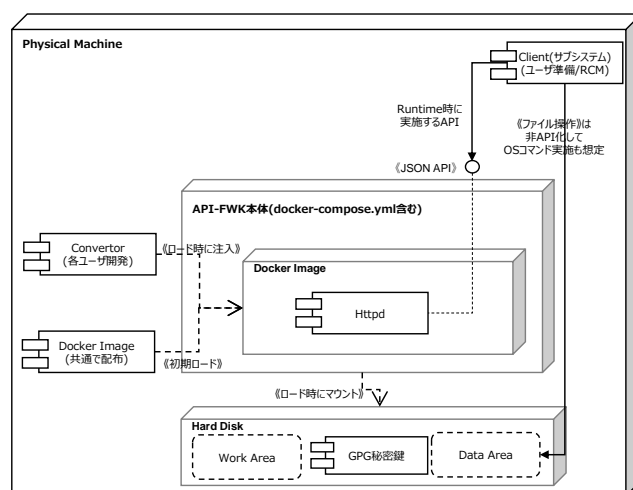 Physical Machine
Client(サブシステム)
(ユーザ準備/RCM)
Runtime時に
実施するAPI
《ファイル操作》は
非API化して
OSコマンド実施も想定
《JSON API》
API-FWK本体(docker-compose.yml含む)
Convertor
(各ユーザ開発)
《ロード時に注入》
Docker Image
Httpd
Docker Image
(共通で配布)
《初期ロード》
《ロード時にマウント》
Hard Disk
Work Area
GPG秘密鍵
Data Area